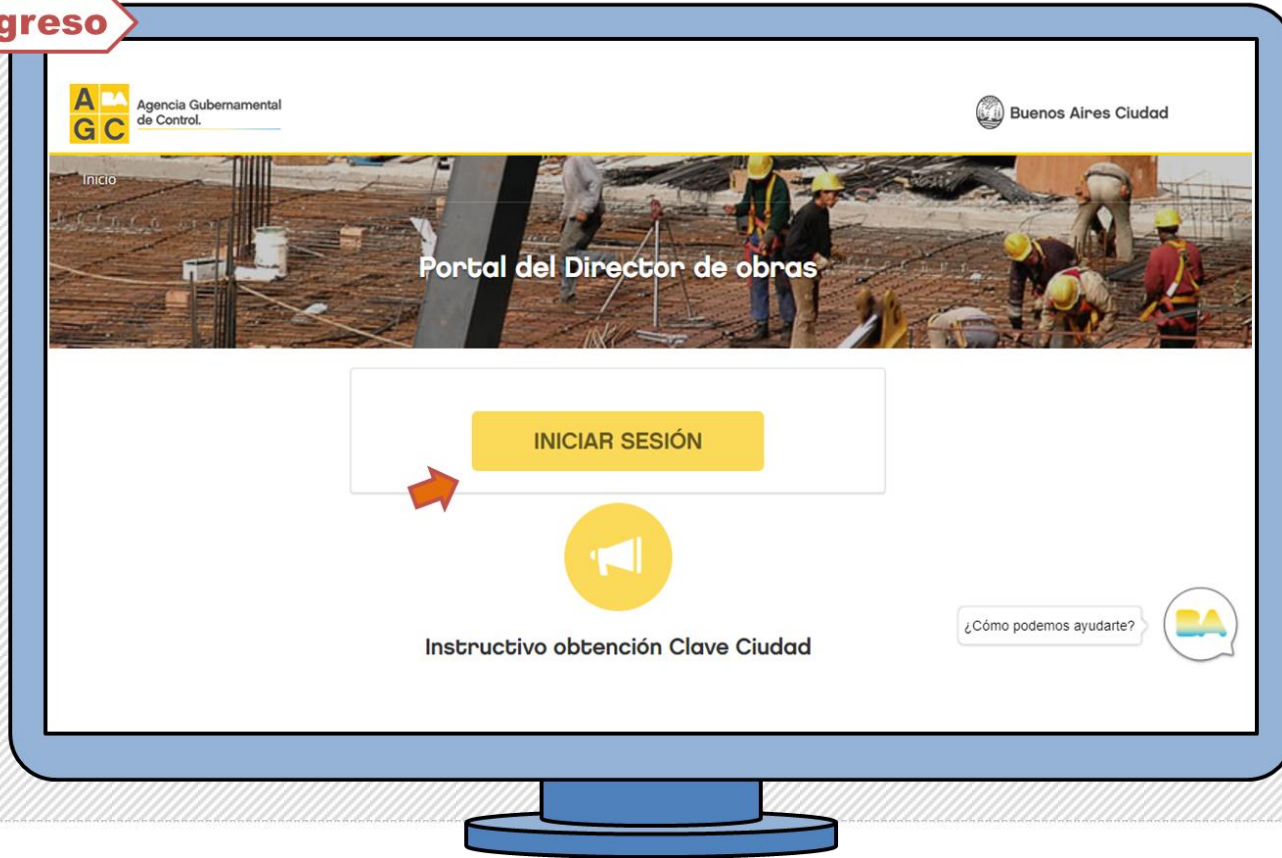 greso
A BA
G C
Agencia Gubernamental
de Control.
Buenos Aires Ciudad
Inicio
Portal del Director de obras
INICIAR SESIÓN
Instructivo obtención Clave Ciudad
¿Cómo podemos ayudarte?
BA